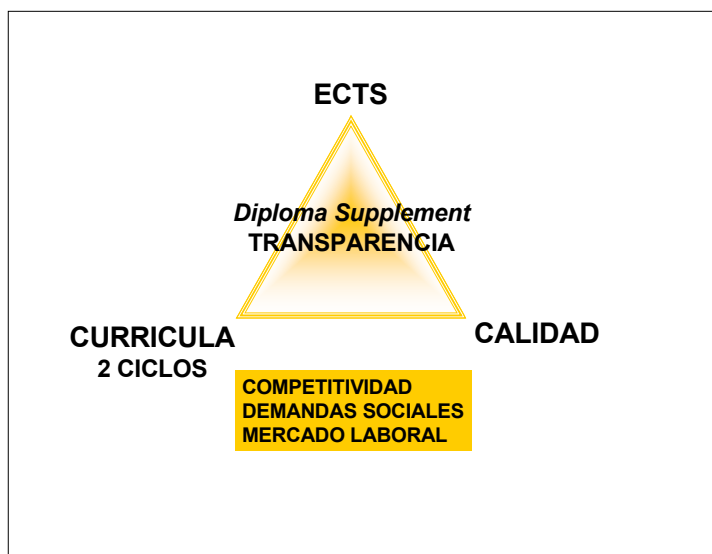 ECTS
Diploma Supplement
TRANSPARENCIA
CURRICULA
2 CICLOS
CALIDAD
COMPETITIVIDAD
DEMANDAS SOCIALES
MERCADO LABORAL